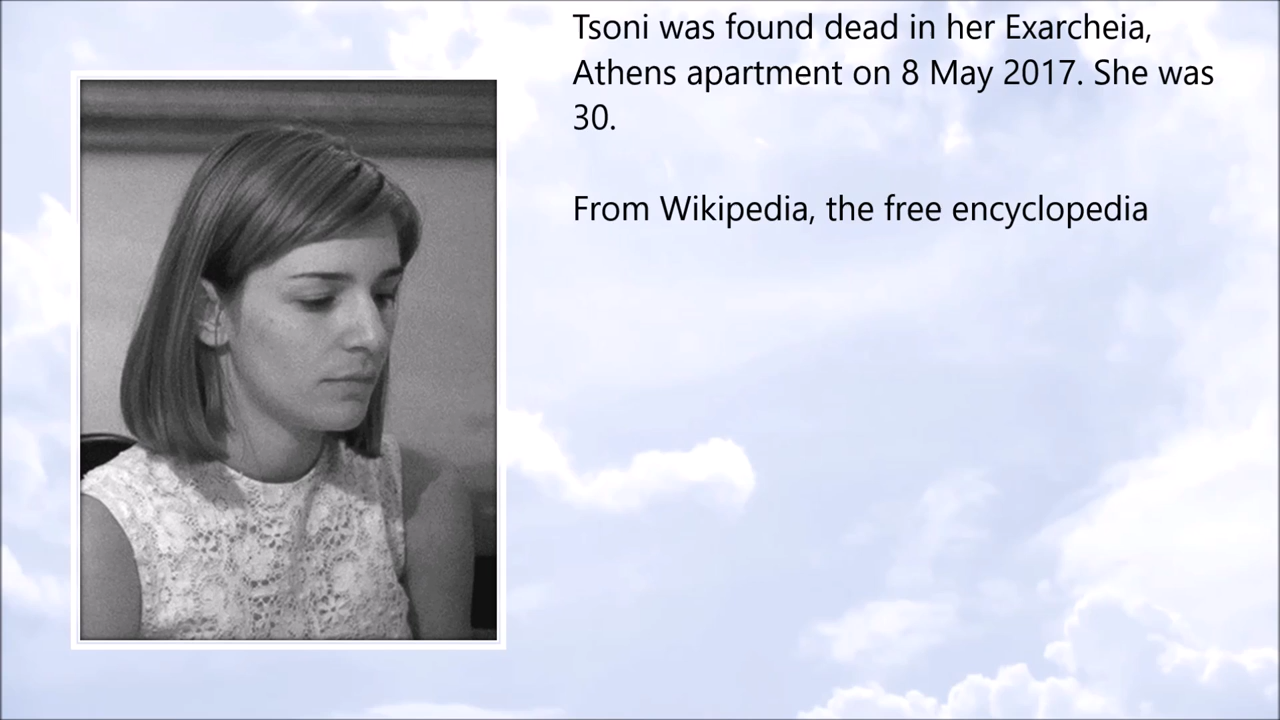 Tsoni was found dead in her Exarcheia,
Athens apartment on 8 May 2017. She was
30.
From Wikipedia, the free encyclopedia